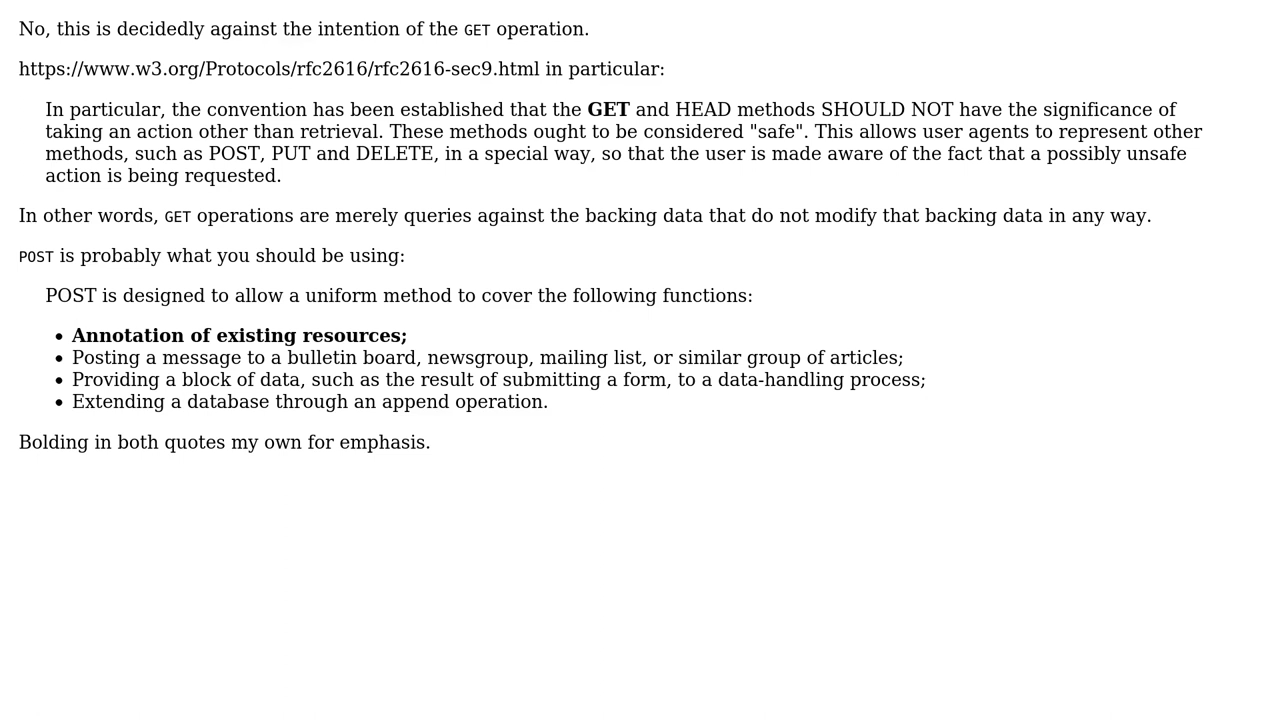 No, this is decidedly against the intention of the GET operation.
https://www.w3.org/Protocols/rfc2616/rfc2616-sec9.html in particular:
In particular, the convention has been established that the GET and HEAD methods SHOULD NOT have the significance of
taking an action other than retrieval. These methods ought to be considered "safe". This allows user agents to represent other
methods, such as POST, PUT and DELETE, in a special way, so that the user is made aware of the fact that a possibly unsafe
action is being requested.
In other words, GET operations are merely queries against the backing data that do not modify that backing data in any way.
POST is probably what you should be using:
POST is designed to allow a uniform method to cover the following functions:
• Annotation of existing resources;
• Posting a message to a bulletin board, newsgroup, mailing list, or similar group of articles;
• Providing a block of data, such as the result of submitting a form, to a data-handling process;
• Extending a database through an append operation.
Bolding in both quotes my own for emphasis.